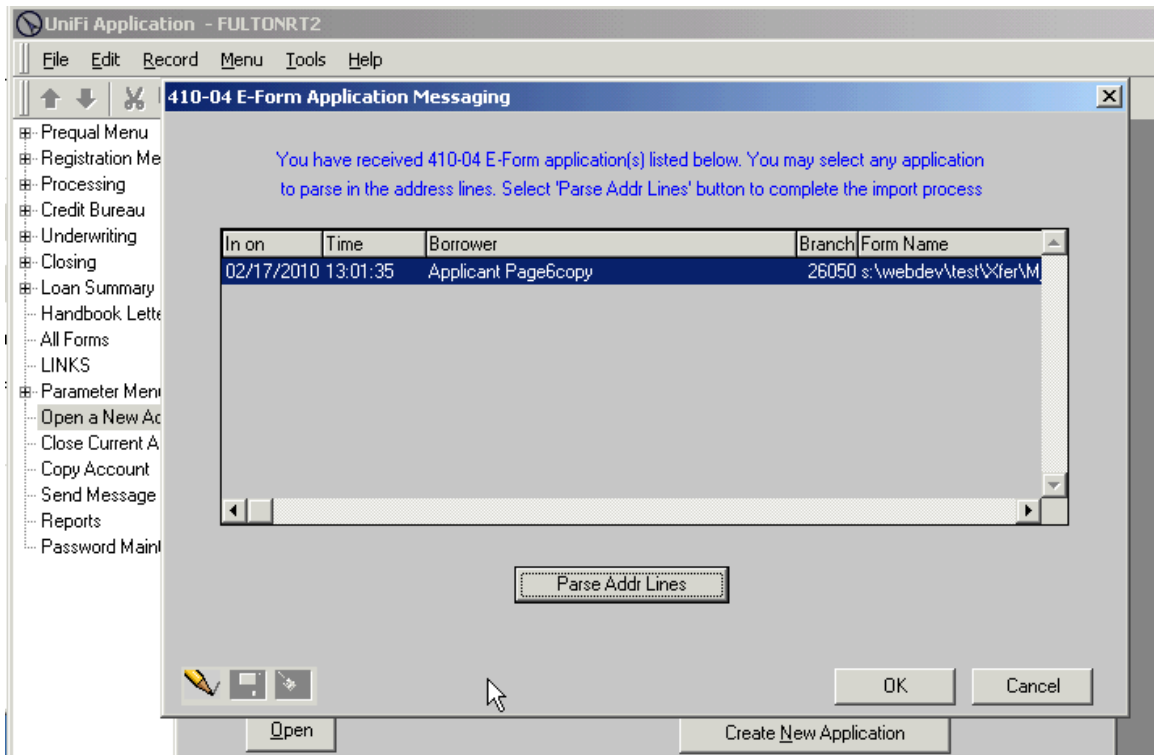 UniFi Application - FULTONRT2
File Edit Record Menu Tools Help
410-04 E-Form Application Messaging
Prequal Menu
Registration Me
Processing
Credit Bureau
Underwriting
Closing
Loan Summary
Handbook Lette
All Forms
LINKS
Parameter Menu
Open a New Ac
Close Current A
Copy Account
Send Message
Reports
Password Maint
You have received 410-04 E-Form application(s) listed below. You may select any application
to parse in the address lines. Select 'Parse Addr Lines' button to complete the import process
In on Time Borrower Branch Form Name
02/17/2010 13:01:35 Applicant Page6copy 26050 s:\webdev\test\Xfer\M
Parse Addr Lines
OK Cancel
Open Create New Application